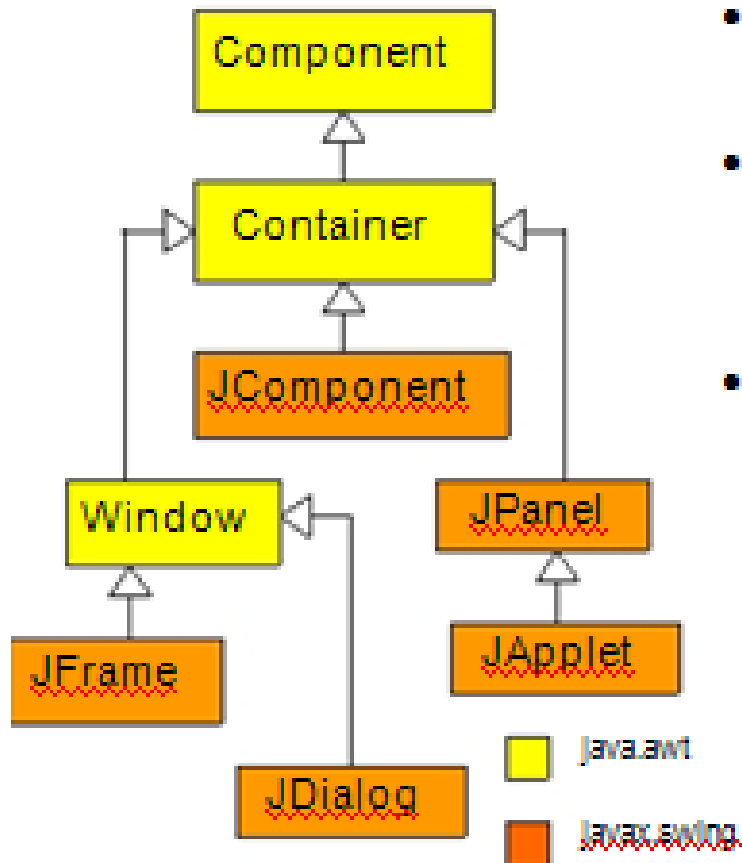 Component
Container
JComponent
Window
JPanel
JFrame
JApplet
JDialog
java.awt
javax.swing